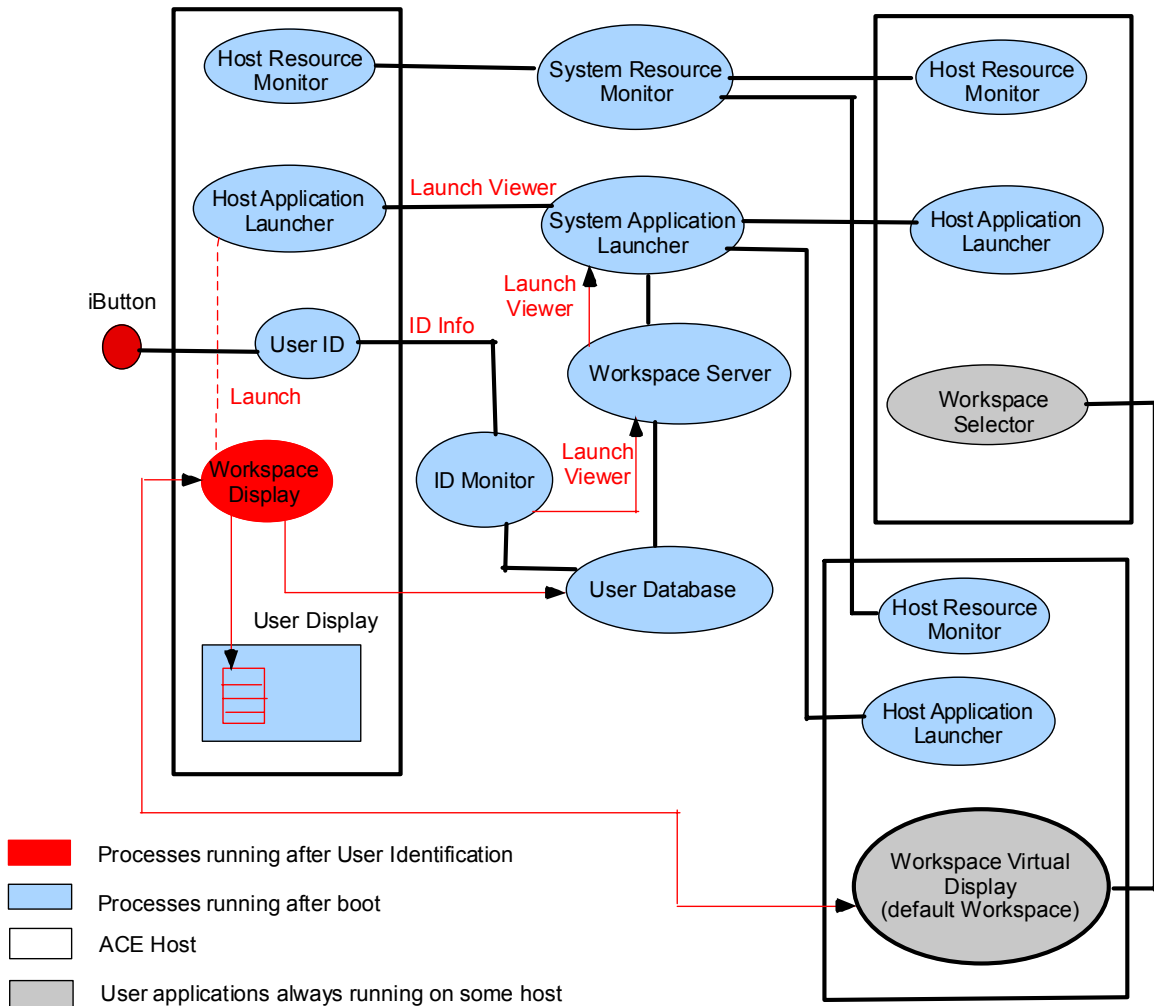 Host Resource
Monitor
System Resource
Monitor
Host Resource
Monitor
Host Application
Launcher
Launch Viewer
System Application
Launcher
Host Application
Launcher
iButton
User ID
ID Info
Launch
Viewer
Workspace Server
Launch
Workspace
Selector
Workspace
Display
ID Monitor
Launch
Viewer
User Database
User Display
Host Resource
Monitor
Host Application
Launcher
Workspace Virtual
Display
(default Workspace)
Processes running after User Identification
Processes running after boot
ACE Host
User applications always running on some host